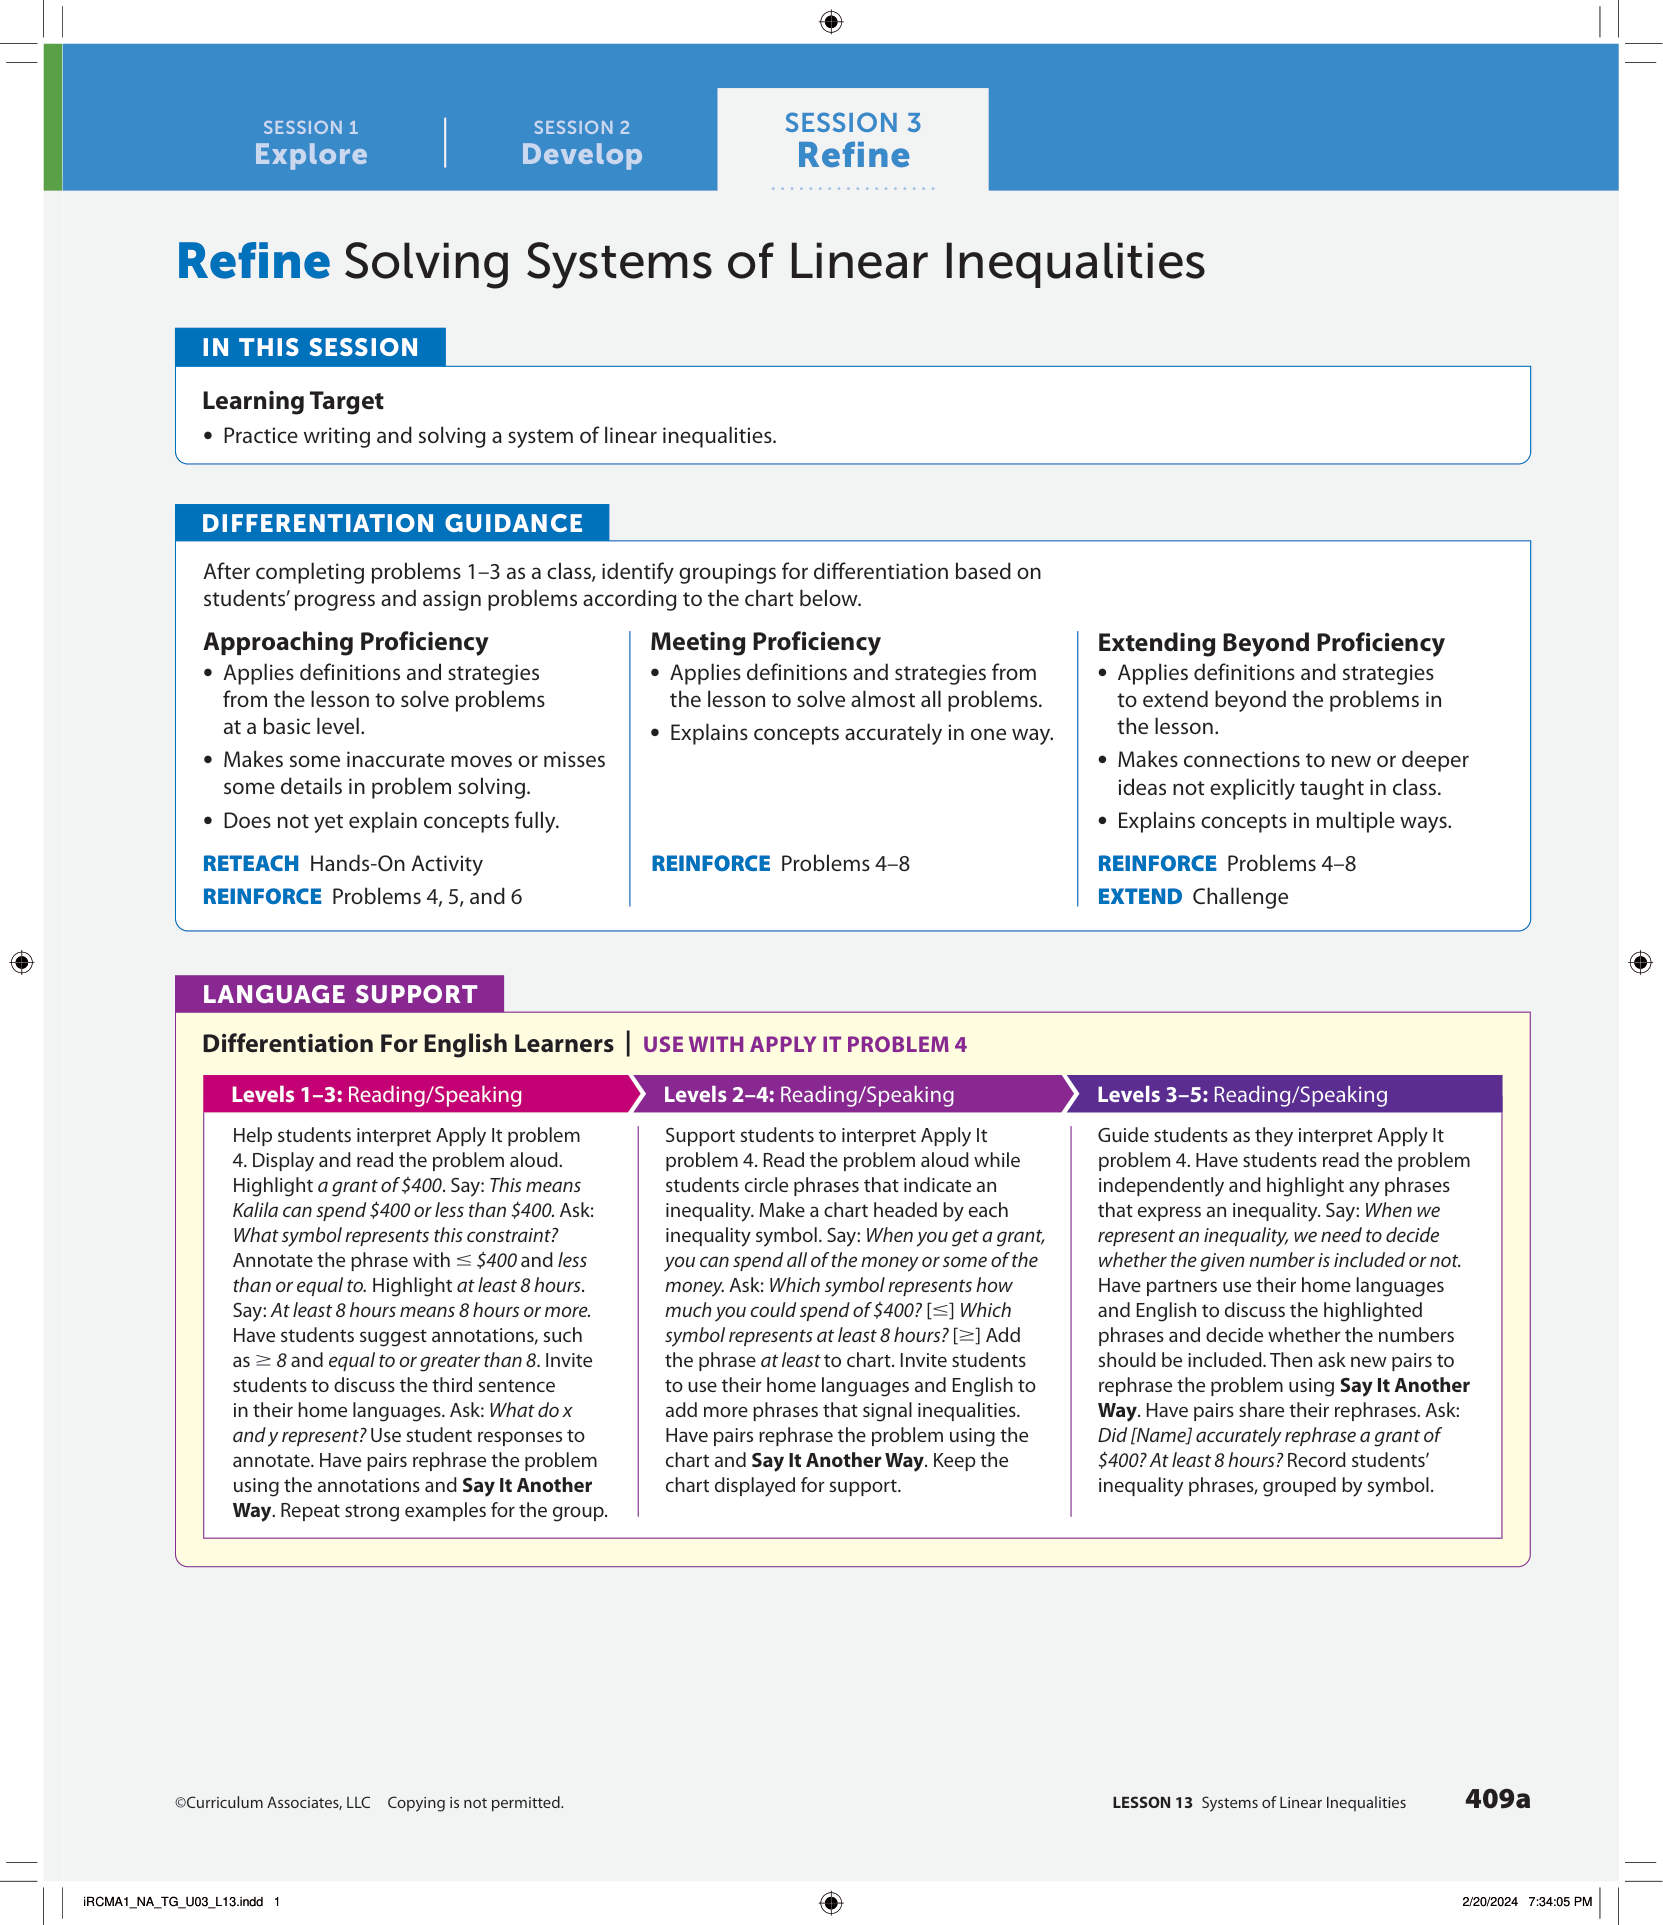 SESSION 1
Explore
SESSION 2
Develop
SESSION 3
Refine
Refine Solving Systems of Linear Inequalities
IN THIS SESSION
Learning Target
• Practice writing and solving a system of linear inequalities.
DIFFERENTIATION GUIDANCE
After completing problems 1–3 as a class, identify groupings for differentiation based on
students’ progress and assign problems according to the chart below.
Approaching Proficiency
• Applies definitions and strategies
from the lesson to solve problems
at a basic level.
• Makes some inaccurate moves or misses
some details in problem solving.
• Does not yet explain concepts fully.
RETEACH Hands-On Activity
REINFORCE Problems 4, 5, and 6
Meeting Proficiency
• Applies definitions and strategies from
the lesson to solve almost all problems.
• Explains concepts accurately in one way.
REINFORCE Problems 4–8
Extending Beyond Proficiency
• Applies definitions and strategies
to extend beyond the problems in
the lesson.
• Makes connections to new or deeper
ideas not explicitly taught in class.
• Explains concepts in multiple ways.
REINFORCE Problems 4–8
EXTEND Challenge
LANGUAGE SUPPORT
Differentiation For English Learners | USE WITH APPLY IT PROBLEM 4
Levels 1–3: Reading/Speaking
Help students interpret Apply It problem
4. Display and read the problem aloud.
Highlight a grant of $400. Say: This means
Kalila can spend $400 or less than $400. Ask:
What symbol represents this constraint?
Annotate the phrase with ≤ $400 and less
than or equal to. Highlight at least 8 hours.
Say: At least 8 hours means 8 hours or more.
Have students suggest annotations, such
as ≥ 8 and equal to or greater than 8. Invite
students to discuss the third sentence
in their home languages. Ask: What do x
and y represent? Use student responses to
annotate. Have pairs rephrase the problem
using the annotations and Say It Another
Way. Repeat strong examples for the group.
Levels 2–4: Reading/Speaking
Support students to interpret Apply It
problem 4. Read the problem aloud while
students circle phrases that indicate an
inequality. Make a chart headed by each
inequality symbol. Say: When you get a grant,
you can spend all of the money or some of the
money. Ask: Which symbol represents how
much you could spend of $400? [≤] Which
symbol represents at least 8 hours? [≥] Add
the phrase at least to chart. Invite students
to use their home languages and English to
add more phrases that signal inequalities.
Have pairs rephrase the problem using the
chart and Say It Another Way. Keep the
chart displayed for support.
Levels 3–5: Reading/Speaking
Guide students as they interpret Apply It
problem 4. Have students read the problem
independently and highlight any phrases
that express an inequality. Say: When we
represent an inequality, we need to decide
whether the given number is included or not.
Have partners use their home languages
and English to discuss the highlighted
phrases and decide whether the numbers
should be included. Then ask new pairs to
rephrase the problem using Say It Another
Way. Have pairs share their rephrases. Ask:
Did [Name] accurately rephrase a grant of
$400? At least 8 hours? Record students’
inequality phrases, grouped by symbol.
©Curriculum Associates, LLC Copying is not permitted.
LESSON 13 Systems of Linear Inequalities
409a
iRCMA1_NA_TG_U03_L13.indd 1
2/20/2024 7:34:05 PM